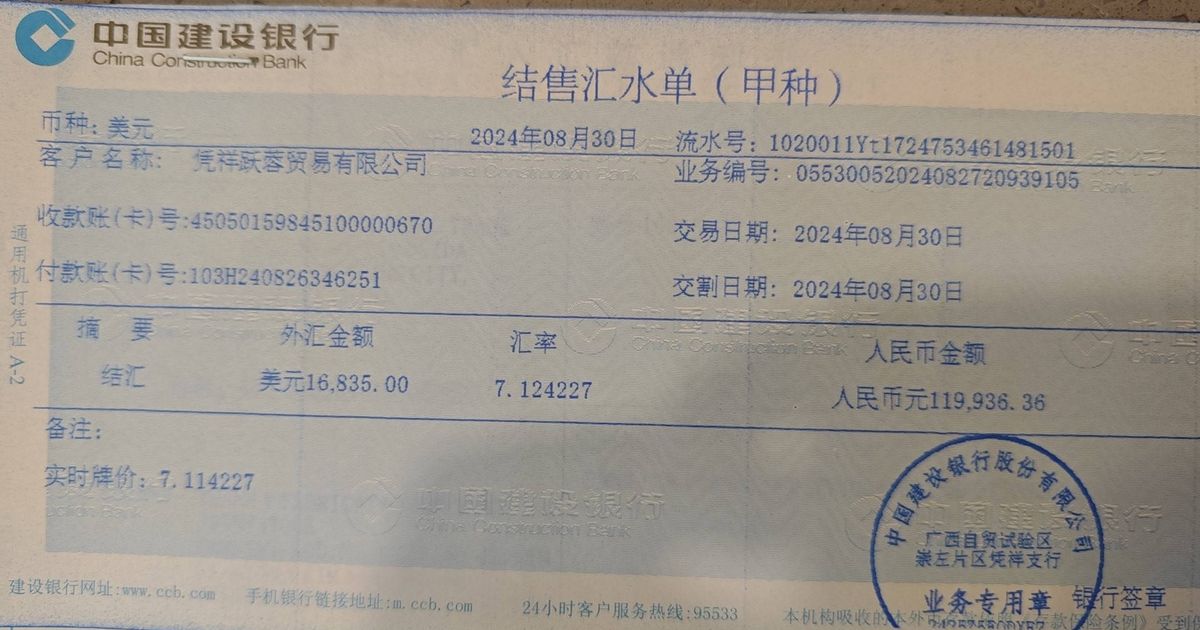 中国建设银行
China Construction Bank
结售汇水单（甲种）
币种：美元
2024年08月30日
流水号：1020011Yt1724753461481501
客户名称：凭祥跃蓉贸易有限公司
业务编号：05530052024082720939105
收款账(卡)号:45050159845100000670
交易日期：2024年08月30日
付款账(卡)号:103H240826346251
交割日期：2024年08月30日
摘 要 外汇金额 汇率 人民币金额
结汇 美元16,835.00 7.124227 人民币元119,936.36
备注：
实时牌价：7.114227
通用机打凭证 A-2
中国建设银行股份有限公司
广西自贸试验区
崇左片区凭祥支行
业务专用章
银行签章
建设银行网址:www.ccb.com 手机银行链接地址:m.ccb.com 24小时客户服务热线:95533 本机构吸收的本外币
款保险条例》受到